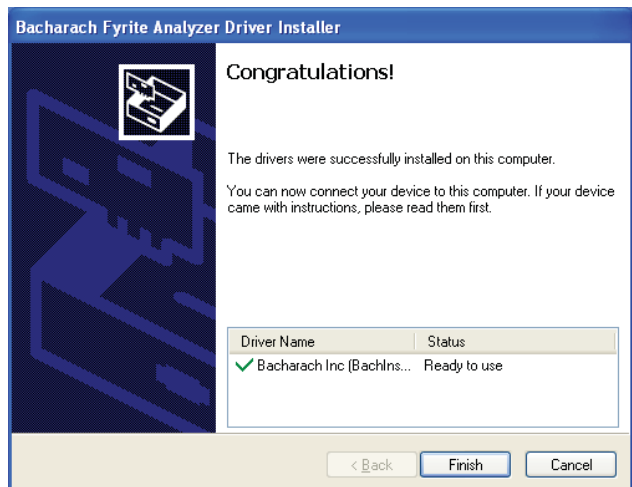 Bacharach Fyrite Analyzer Driver Installer
Congratulations!
The drivers were successfully installed on this computer.
You can now connect your device to this computer. If your device
came with instructions, please read them first.
Driver Name Status
Bacharach Inc (BachIns... Ready to use
< Back Finish Cancel